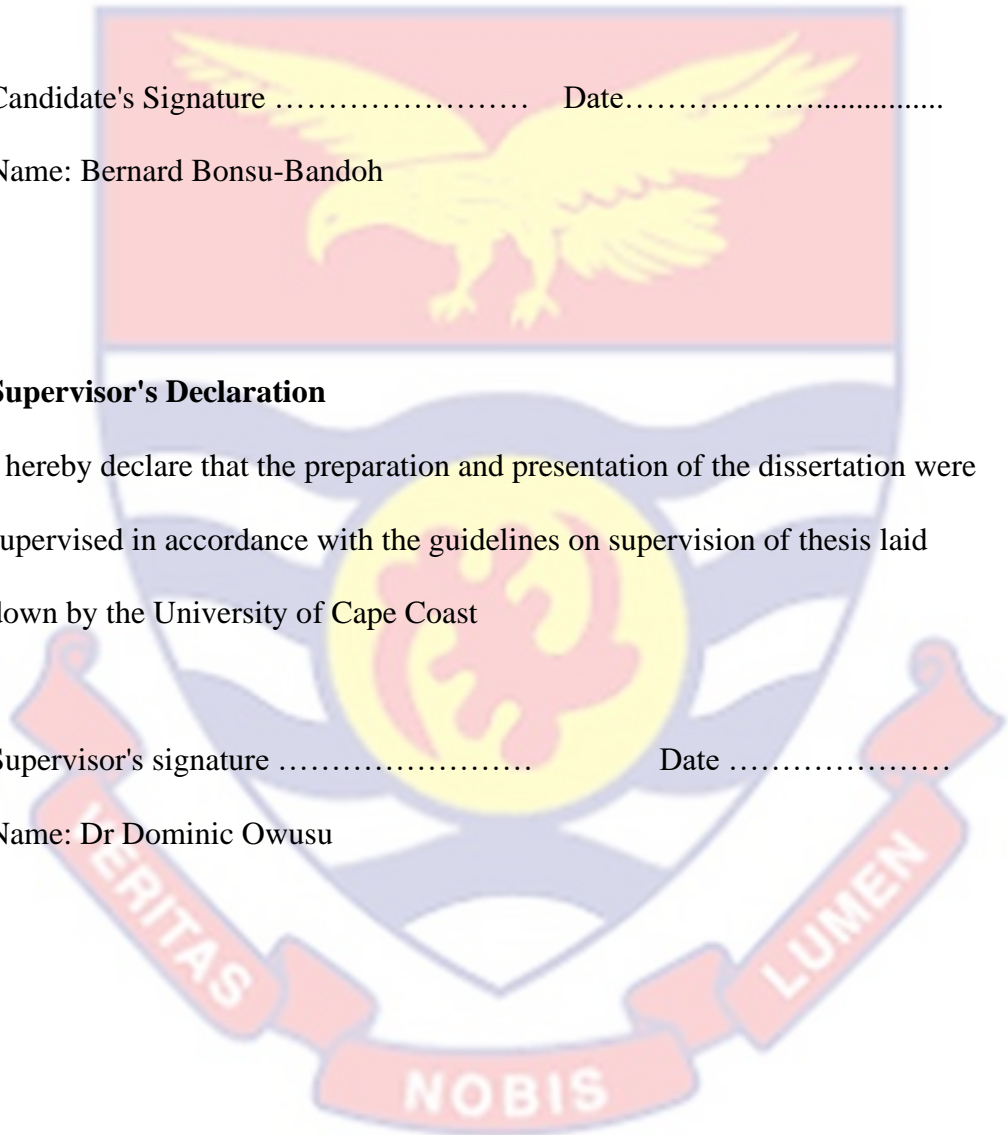 Candidate's Signature …………………… Date………………...............
Name: Bernard Bonsu-Bandoh
Supervisor's Declaration
hereby declare that the preparation and presentation of the dissertation were
supervised in accordance with the guidelines on supervision of thesis laid
down by the University of Cape Coast
Supervisor's signature …………………… Date …………………
Name: Dr Dominic Owusu
VERITAS
NOBIS
LUMEN